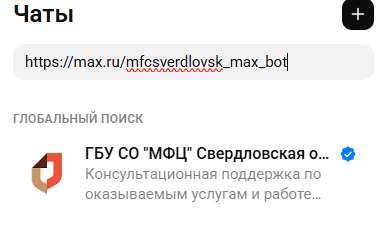 Чаты
https://max.ru/mfcsverdlovsk_max_bot
ГЛОБАЛЬНЫЙ ПОИСК
ГБУ СО "МФЦ" Свердловская о...
Консультационная поддержка по
оказываемым услугам и работе...